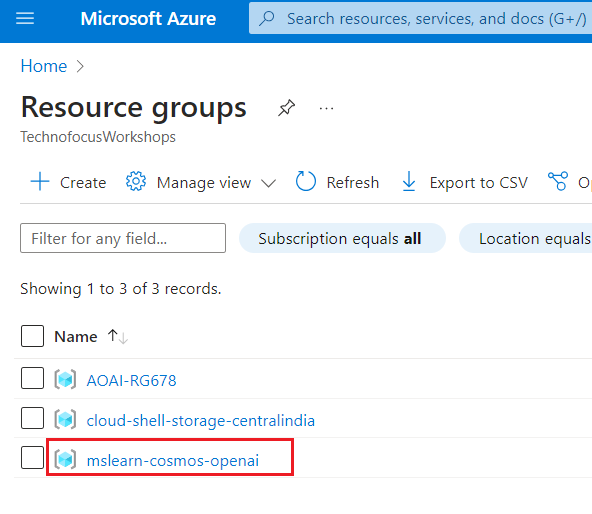 Microsoft Azure
Search resources, services, and docs (G+/)
Home >
Resource groups
TechnofocusWorkshops
+ Create Manage view Refresh Export to CSV
Filter for any field... Subscription equals all Location equals
Showing 1 to 3 of 3 records.
Name ↑↓
AOAI-RG678
cloud-shell-storage-centralindia
mslearn-cosmos-openai